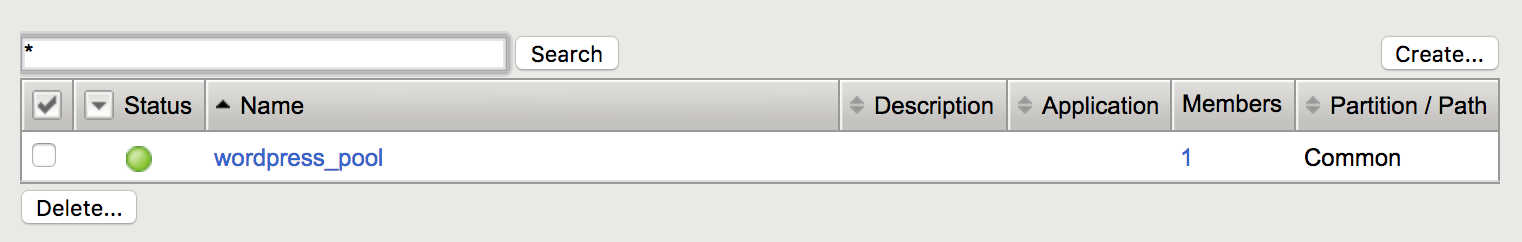 * Search Create...
Status Name Description Application Members Partition / Path
wordpress_pool 1 Common
Delete...